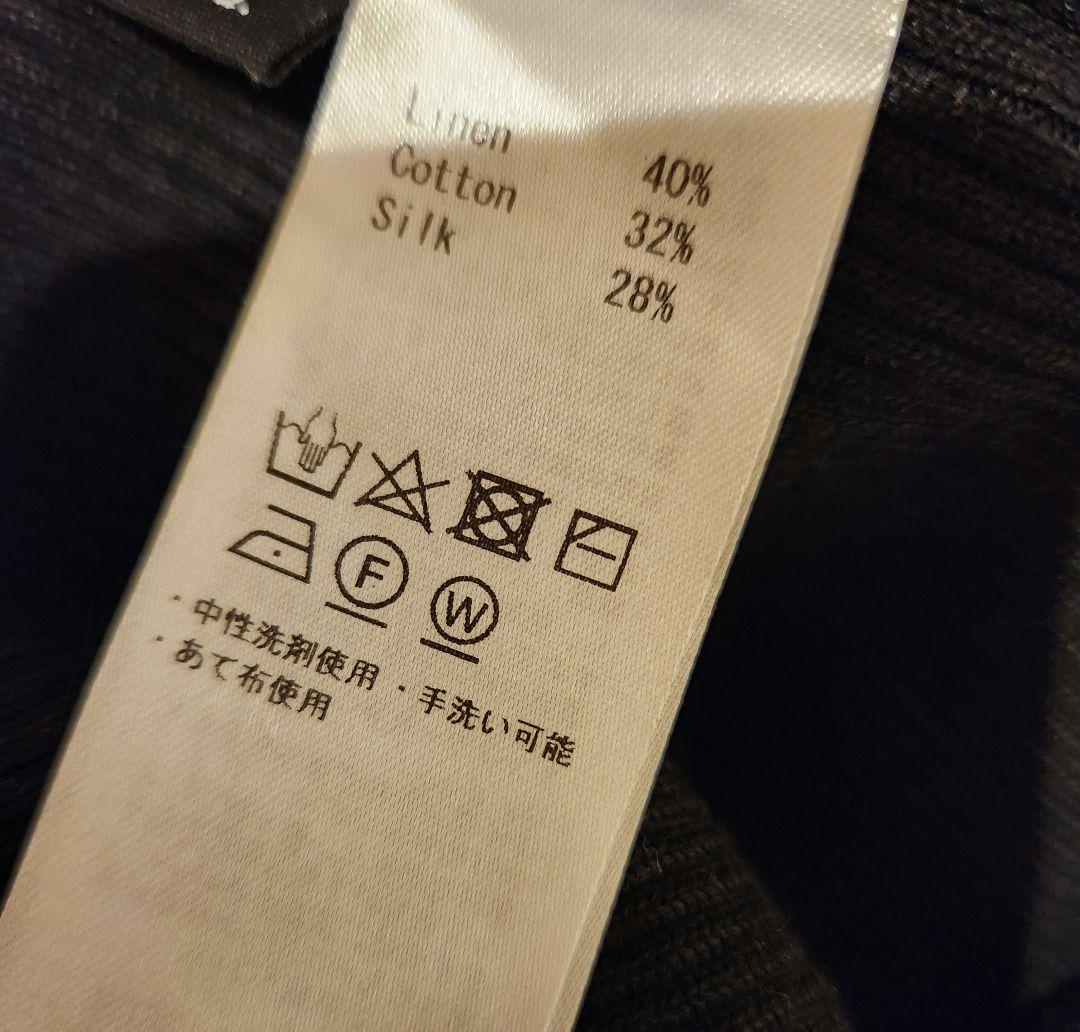 Linen 40%
Cotton 32%
Silk 28%
F W
・中性洗剤使用・手洗い可能
・あて布使用